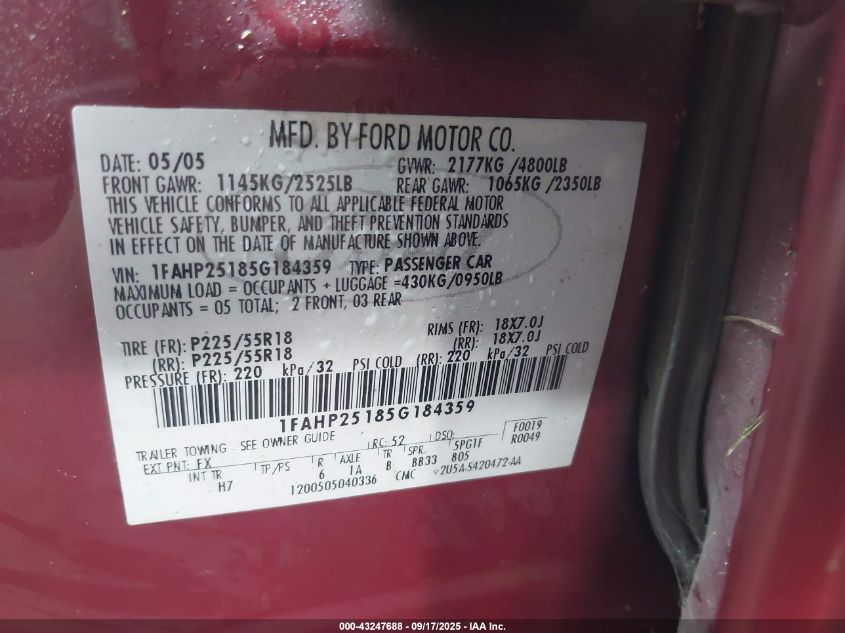 MFD. BY FORD MOTOR CO.
DATE: 05/05 GVWR: 2177KG /4800LB
FRONT GAWR: 1145KG/2525LB REAR GAWR: 1065KG /2350LB
THIS VEHICLE CONFORMS TO ALL APPLICABLE FEDERAL MOTOR
VEHICLE SAFETY, BUMPER, AND THEFT PREVENTION STANDARDS
IN EFFECT ON THE DATE OF MANUFACTURE SHOWN ABOVE.
VIN: 1FAHP25185G184359 TYPE: PASSENGER CAR
MAXIMUM LOAD = OCCUPANTS + LUGGAGE =430KG/0950LB
OCCUPANTS = 05 TOTAL; 2 FRONT, 03 REAR
TIRE (FR): P225/55R18 RIMS (FR): 18X7.0J
(RR): P225/55R18 (RR): 18X7.0J
PRESSURE (FR): 220 kPa/32 PSI COLD (RR): 220 kPa/32 PSI COLD
1FAHP25185G184359
TRAILER TOWING - SEE OWNER GUIDE RC: 52 DSO: F0019
EXT PNT: FX R0049
INT TR TP/PS R AXLE TR SPR 5PG1F
H7 6 1A B BB33 B05
1200505040336 CMC 2U5A-5420472-AA
000-43247688 - 09/17/2025 - IAA Inc.